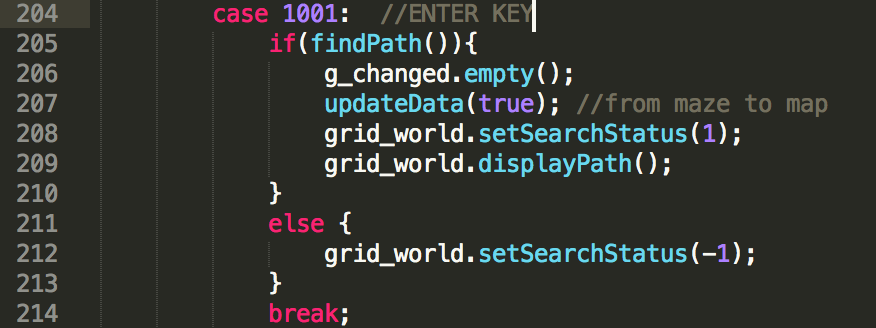 204 case 1001: //ENTER KEY
205 if(findPath()){
206 g_changed.empty();
207 updateData(true); //from maze to map
208 grid_world.setSearchStatus(1);
209 grid_world.displayPath();
210 }
211 else {
212 grid_world.setSearchStatus(-1);
213 }
214 break;